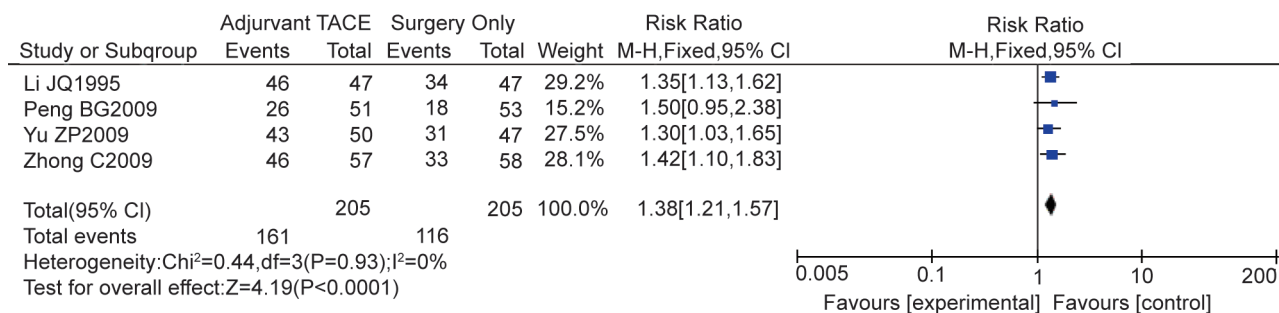 Adjurvant TACE Surgery Only Risk Ratio Risk Ratio
Study or Subqroup Events Total Events Total Weight M-H,Fixed,95% CI M-H,Fixed,95% CI
Li JQ1995 46 47 34 47 29.2% 1.35[1.13,1.62]
Peng BG2009 26 51 18 53 15.2% 1.50[0.95,2.38]
Yu ZP2009 43 50 31 47 27.5% 1.30[1.03,1.65]
Zhong C2009 46 57 33 58 28.1% 1.42[1.10,1.83]
Total(95% CI) 205 205 100.0% 1.38[1.21,1.57]
Total events 161 116
Heterogeneity:Chi²=0.44,df=3(P=0.93);I²=0%
Test for overall effect:Z=4.19(P<0.0001)
0.005 0.1 1 10 200
Favours [experimental] Favours [control]